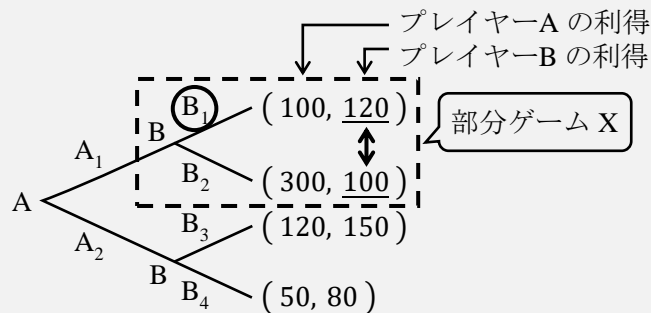 プレイヤーA の利得
プレイヤーB の利得
B₁
( 100, 120 )
部分ゲーム X
B
A₁
B₂
( 300, 100 )
A
B₃
( 120, 150 )
A₂
B
B₄
( 50, 80 )